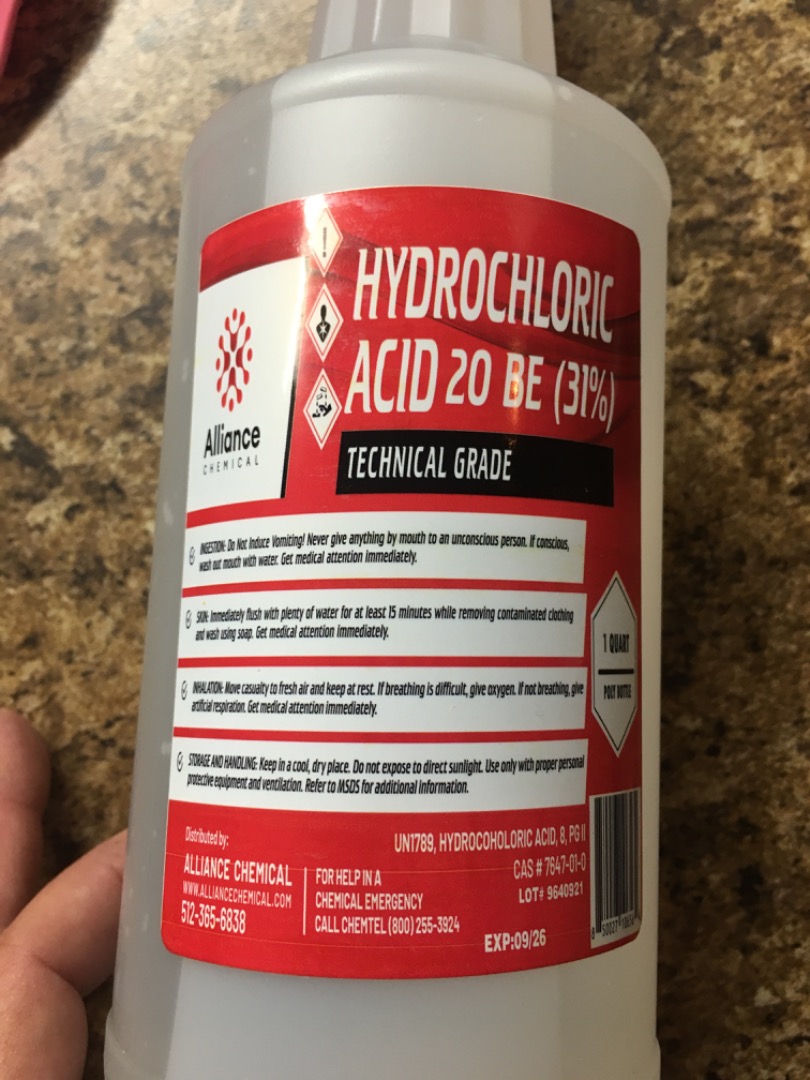 HYDROCHLORIC
ACID 20 BE (31%)
TECHNICAL GRADE
Alliance
CHEMICAL
INGESTION: Do Not Induce Vomiting! Never give anything by mouth to an unconscious person. If conscious,
wash out mouth with water. Get medical attention immediately.
SKIN: Immediately flush with plenty of water for at least 15 minutes while removing contaminated clothing
and wash using soap. Get medical attention immediately.
INHALATION: Move casualty to fresh air and keep at rest. If breathing is difficult, give oxygen. If not breathing, give
artificial respiration. Get medical attention immediately.
STORAGE AND HANDLING: Keep in a cool, dry place. Do not expose to direct sunlight. Use only with proper personal
protective equipment and ventilation. Refer to MSDS for additional information.
1 QUART
POLY BOTTLE
Distributed by:
ALLIANCE CHEMICAL
WWW.ALLIANCECHEMICAL.COM
512-365-6838
FOR HELP IN A
CHEMICAL EMERGENCY
CALL CHEMTEL (800) 255-3924
UN1789, HYDROCOHOLORIC ACID, 8, PG II
CAS # 7647-01-0
LOT# 9640921
EXP:09/26